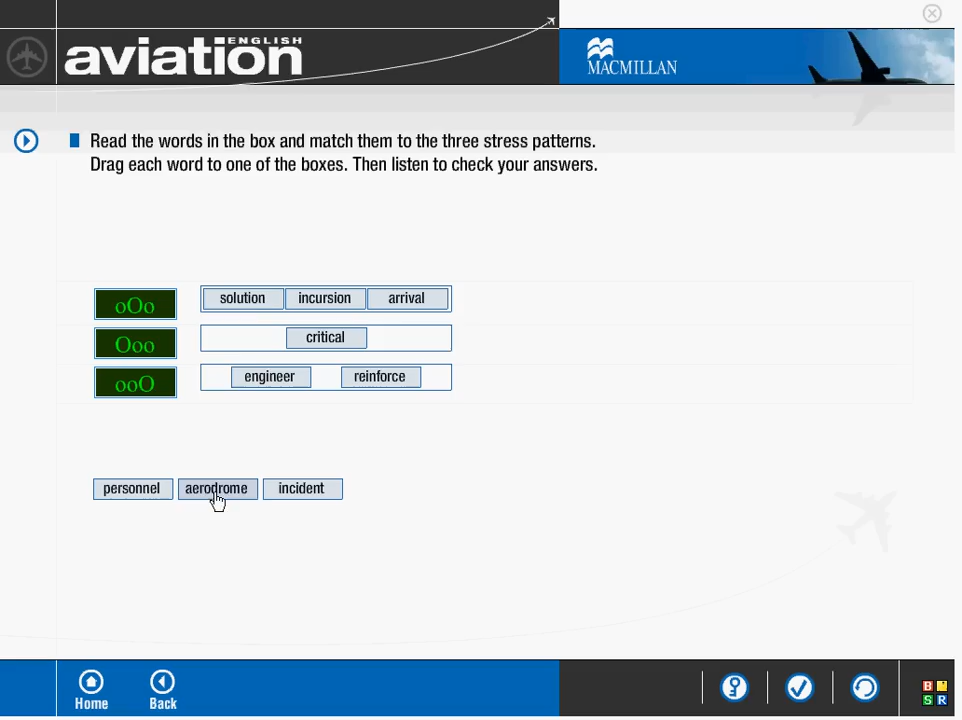 ENGLISH
aviation
MACMILLAN
Read the words in the box and match them to the three stress patterns.
Drag each word to one of the boxes. Then listen to check your answers.
oOo solution incursion arrival
Ooo critical
ooO engineer reinforce
personnel aerodrome incident
Home Back
B
S R